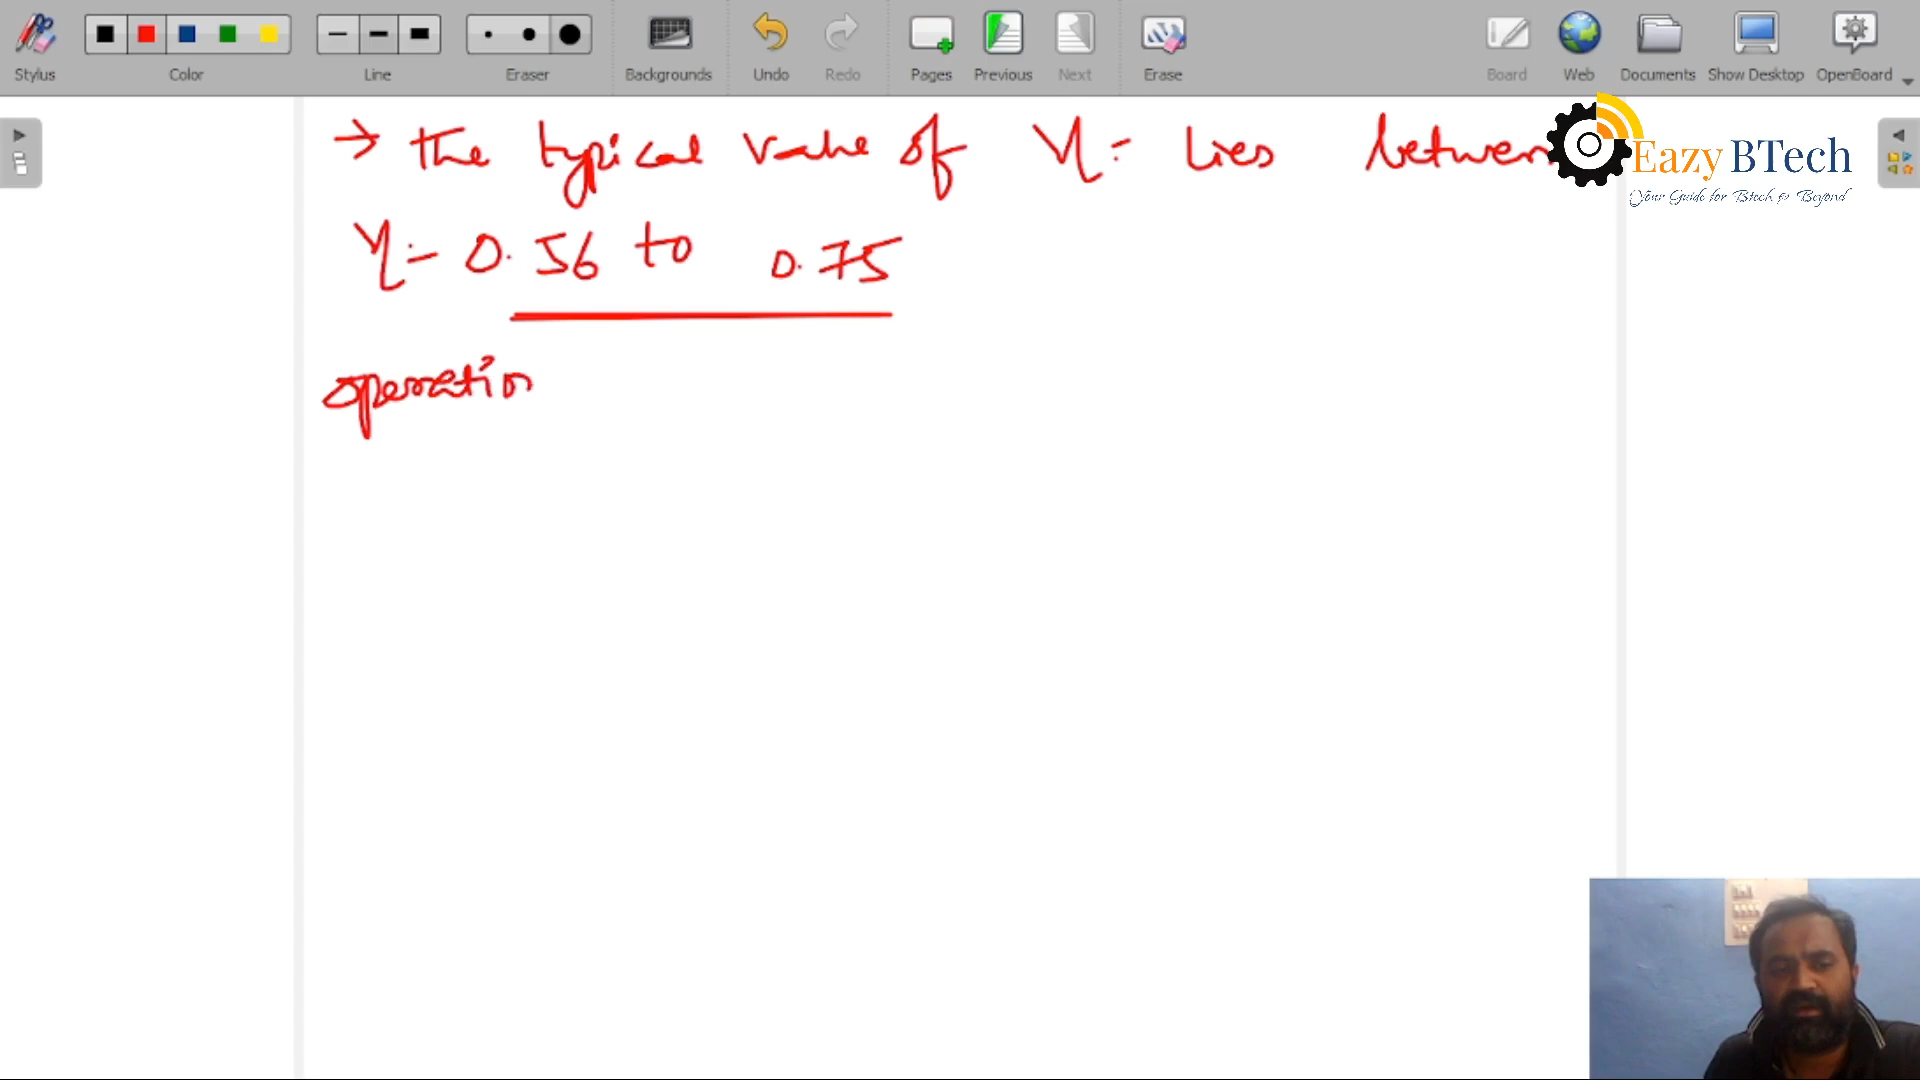 Stylus Color Line Eraser Backgrounds Undo Redo Pages Previous Next Erase Board Web Documents Show Desktop OpenBoard
→ the typical value of η = lies between
Eazy BTech
Your Guide for Btech & Beyond
η = 0.56 to 0.75
operation